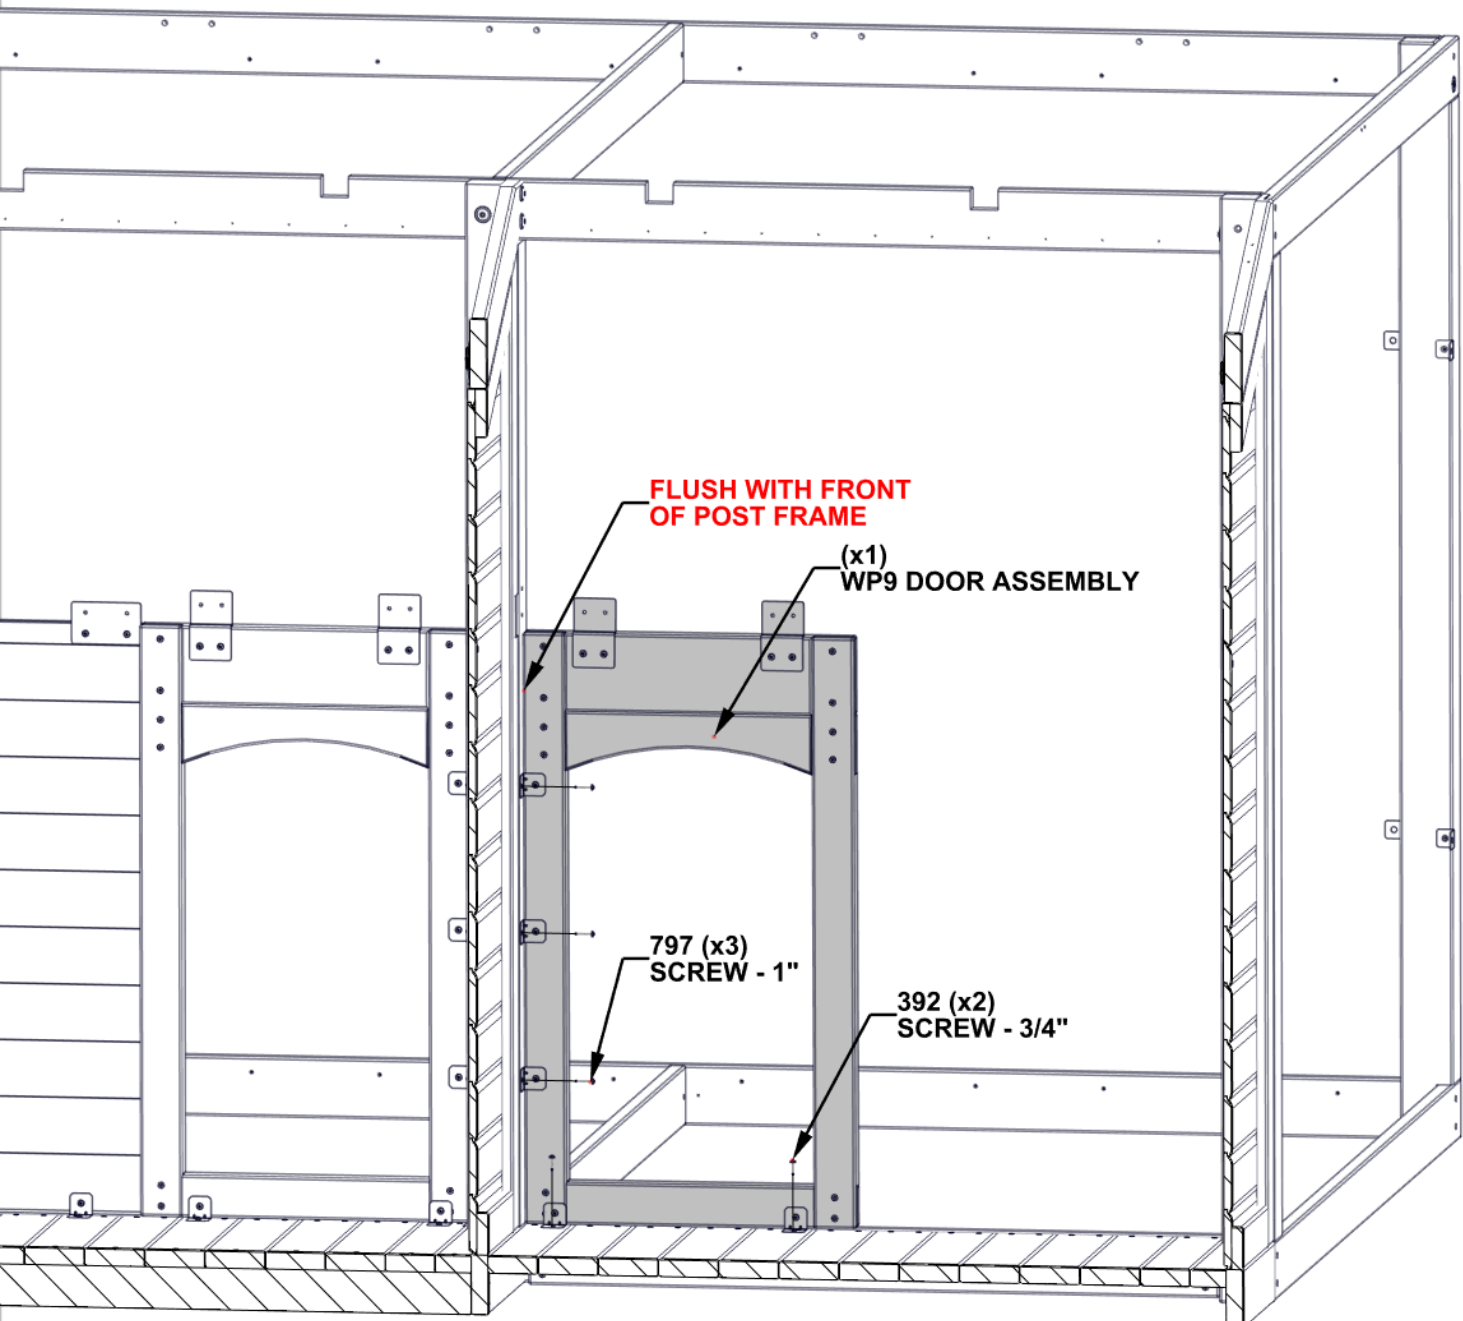 FLUSH WITH FRONT
OF POST FRAME
(x1)
WP9 DOOR ASSEMBLY
797 (x3)
SCREW - 1"
392 (x2)
SCREW - 3/4"